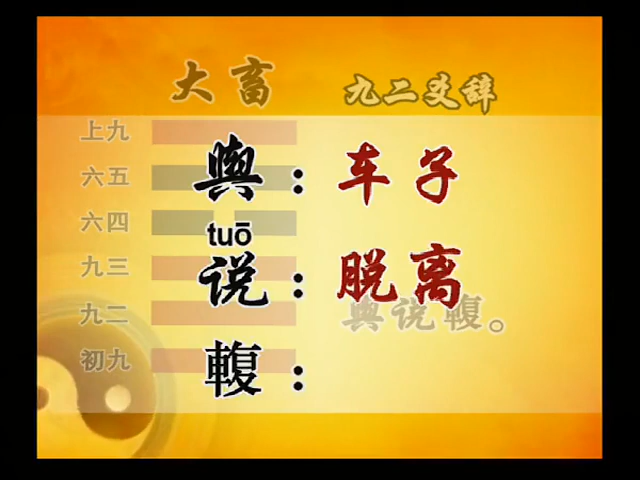 大畜 九二爻辞
上九
六五
六四
九三
九二
初九
輿：车子
tuō
说：脱离
輹：
輿说輹。